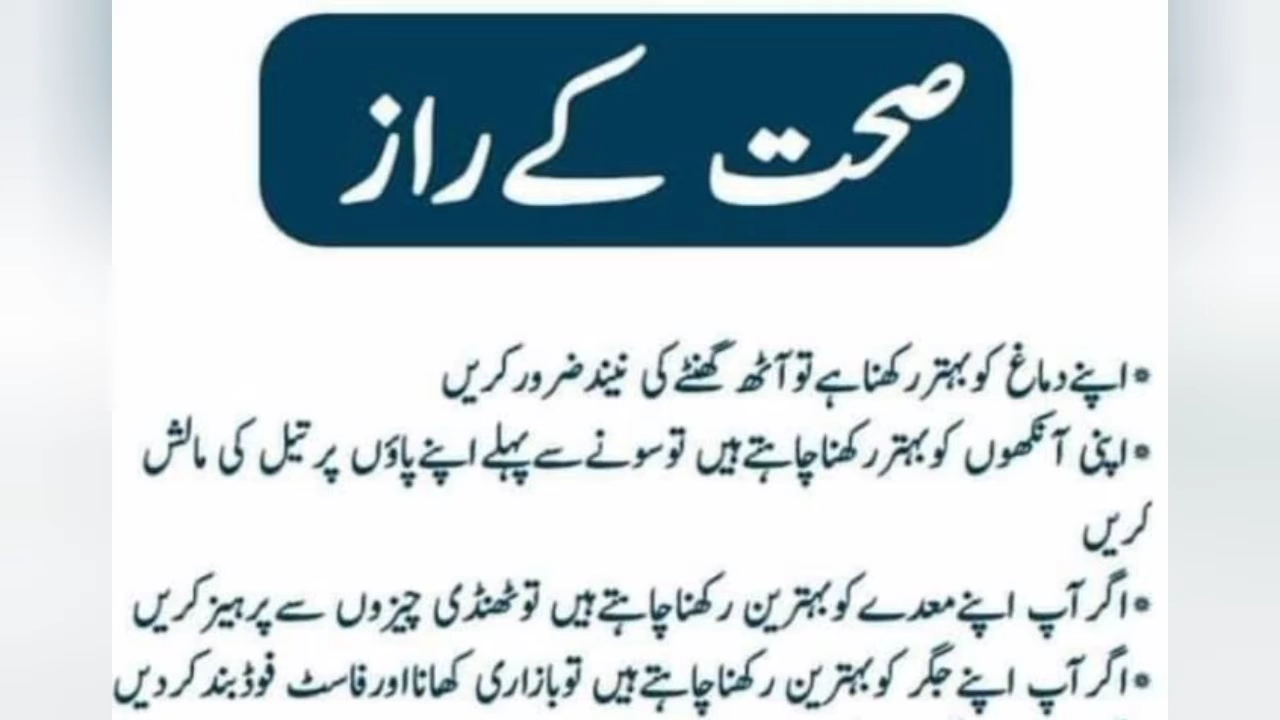 صحت کے راز
* اپنے دماغ کو بہتر رکھنا ہے تو آٹھ گھنٹے کی نیند ضرور کریں
* اپنی آنکھوں کو بہتر رکھنا چاہتے ہیں تو سونے سے پہلے اپنے پاؤں پر تیل کی مالش
کریں
* اگر آپ اپنے معدے کو بہترین رکھنا چاہتے ہیں تو ٹھنڈی چیزوں سے پرہیز کریں
* اگر آپ اپنے جگر کو بہترین رکھنا چاہتے ہیں تو بازاری کھانا اور فاسٹ فوڈ بند کر دیں